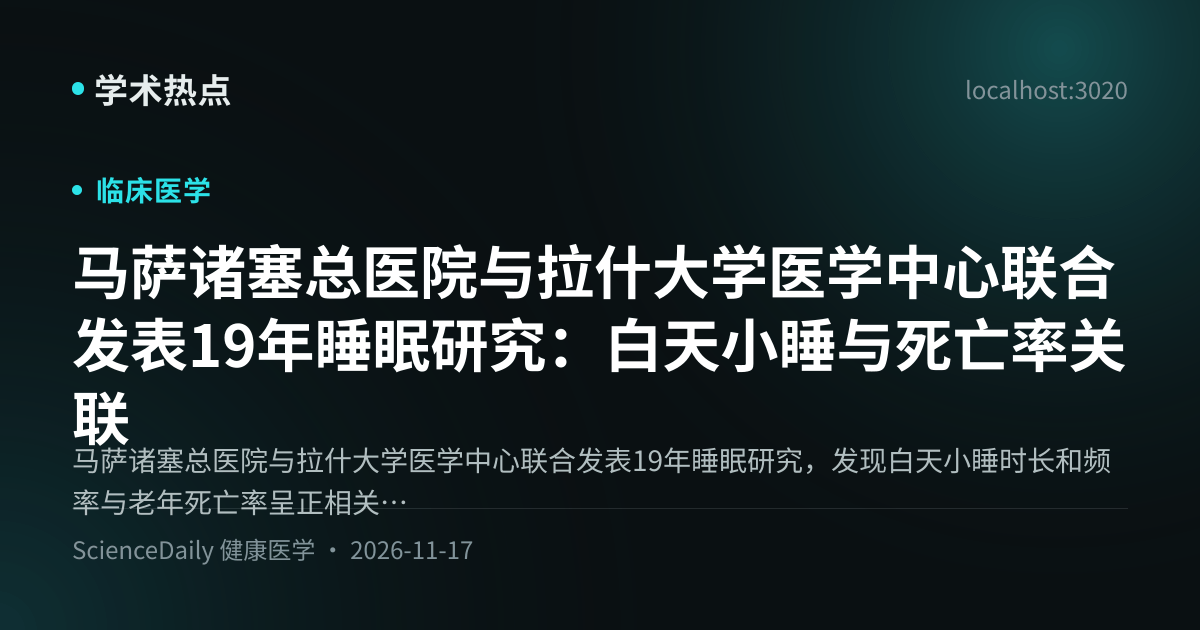 学术热点
localhost:3020
临床医学
马萨诸塞总医院与拉什大学医学中心联合
发表19年睡眠研究：白天小睡与死亡率关
联
马萨诸塞总医院与拉什大学医学中心联合发表19年睡眠研究，发现白天小睡时长和频
率与老年死亡率呈正相关…
ScienceDaily 健康医学 · 2026-11-17